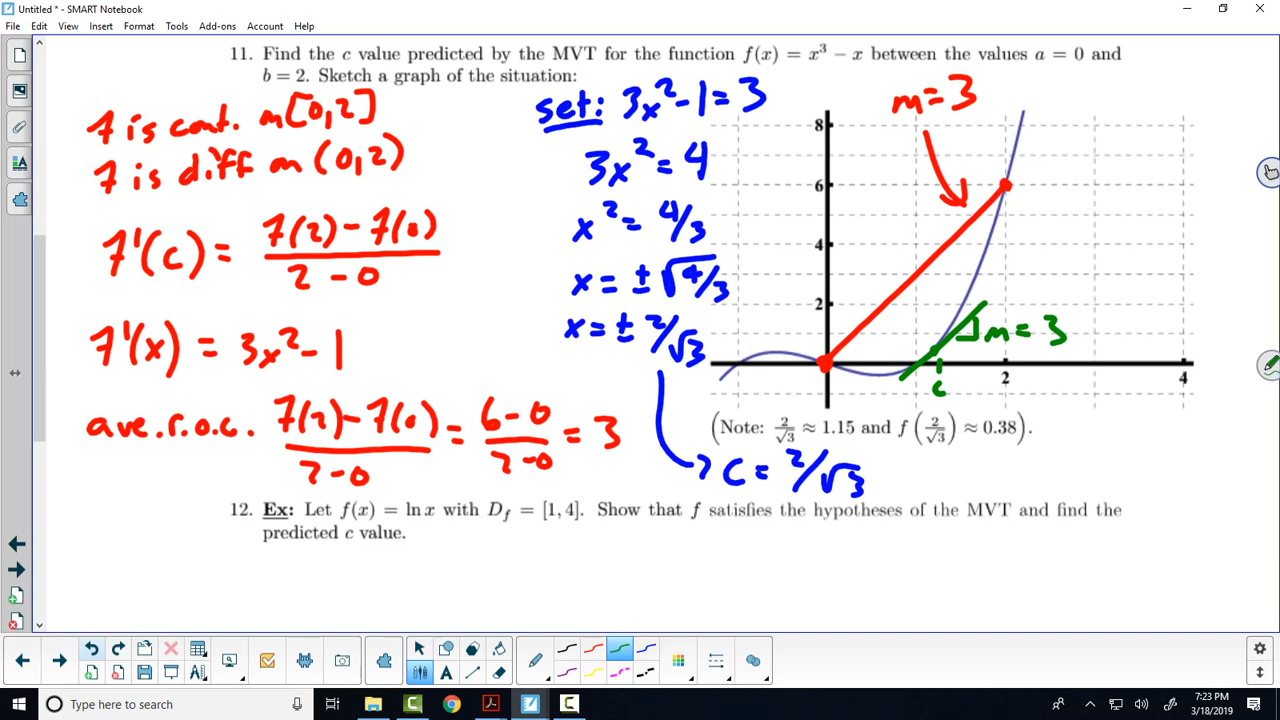 Untitled * - SMART Notebook
File Edit View Insert Format Tools Add-ons Account Help
11. Find the c value predicted by the MVT for the function f(x) = x³ − x between the values a = 0 and
b = 2. Sketch a graph of the situation:
f is cont. on [0,2]
f is diff on (0,2)
f'(c) = f(2)-f(0) / 2-0
f'(x) = 3x²-1
ave.r.o.c. f(2)-f(0) / 2-0 = 6-0 / 2-0 = 3
set: 3x²-1=3
3x²=4
x²=4/3
x=±√4/3
x=±2/√3
c=2/√3
m=3
8
6
4
2
m=3
c
2
4
(Note: 2/√3 ≈ 1.15 and f(2/√3) ≈ 0.38).
12. Ex: Let f(x) = ln x with D_f = [1, 4]. Show that f satisfies the hypotheses of the MVT and find the
predicted c value.
Type here to search
7:23 PM
3/18/2019